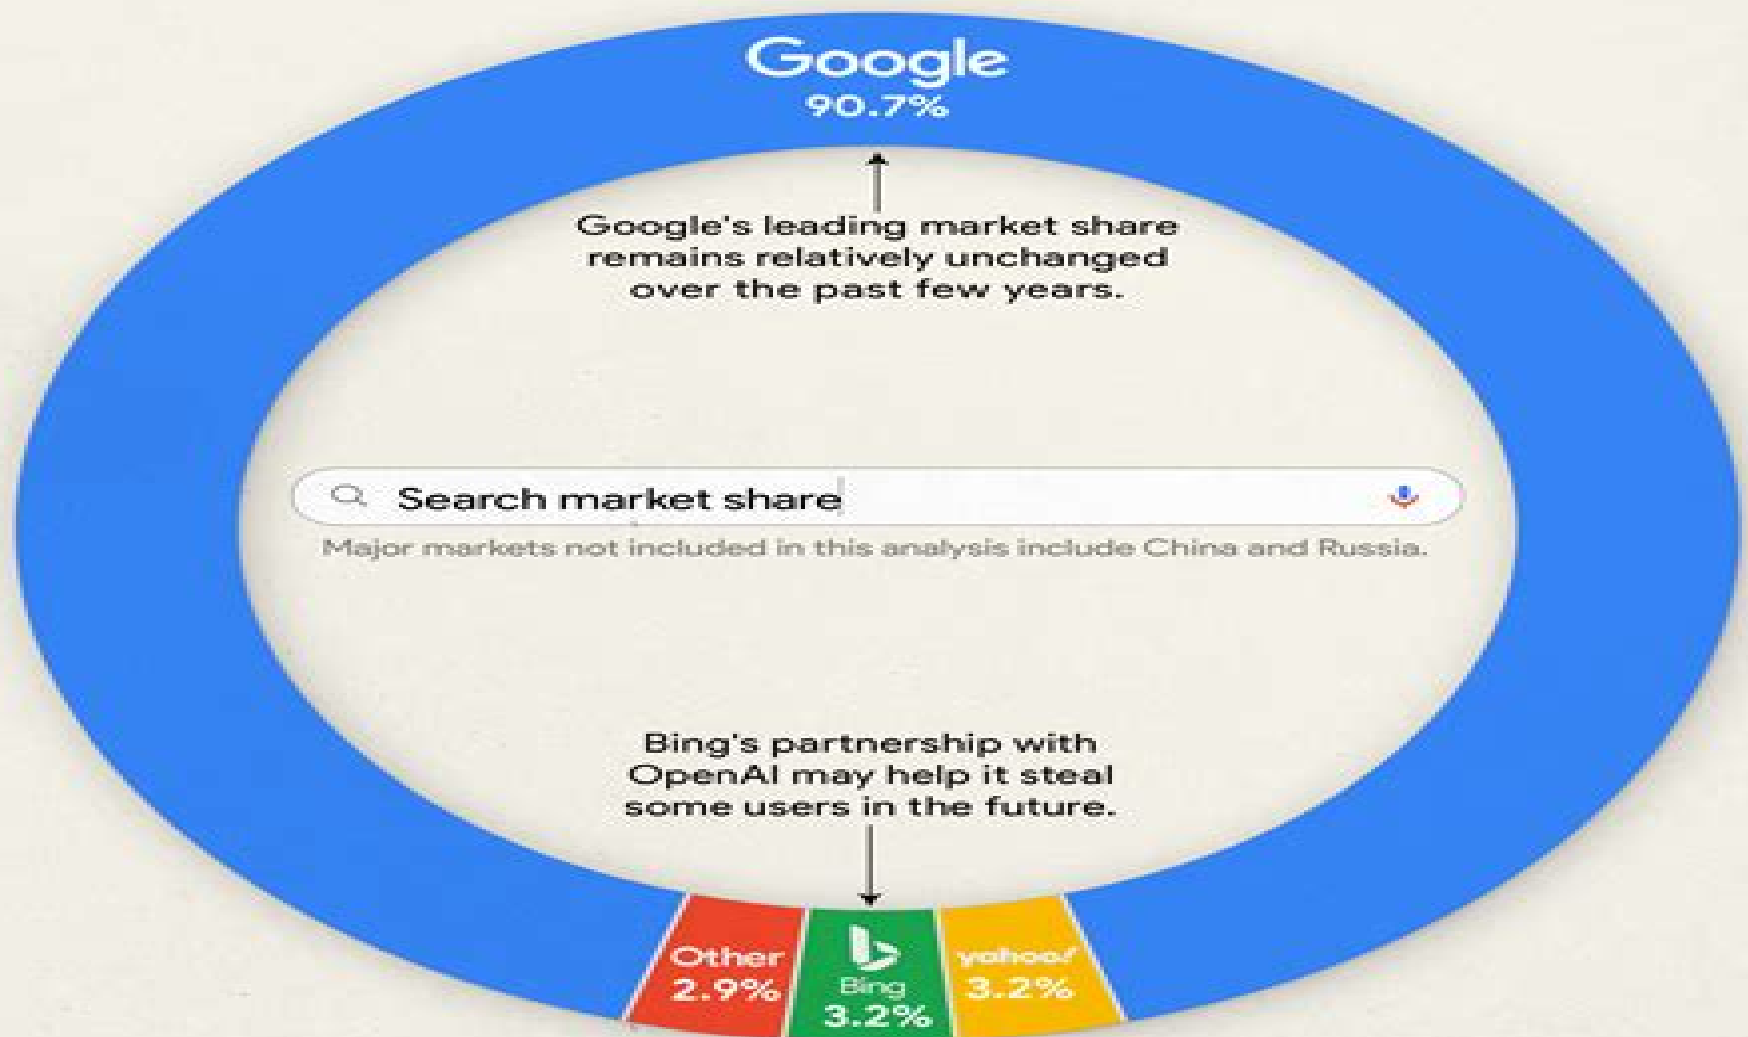 Google
90.7%
Google's leading market share
remains relatively unchanged
over the past few years.
Search market share
Major markets not included in this analysis include China and Russia.
Bing's partnership with
OpenAI may help it steal
some users in the future.
Other
2.9%
Bing
3.2%
yahoo!
3.2%